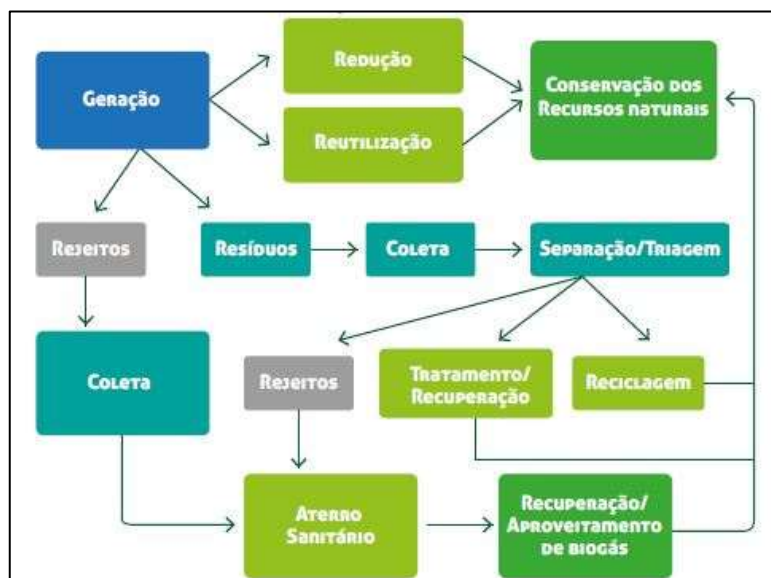 Redução
Geração
Conservação dos
Recursos naturais
Reutilização
Rejeitos
Resíduos
Coleta
Separação/Triagem
Coleta
Rejeitos
Tratamento/
Recuperação
Reciclagem
Aterro
Sanitário
Recuperação/
Aproveitamento
de biogás